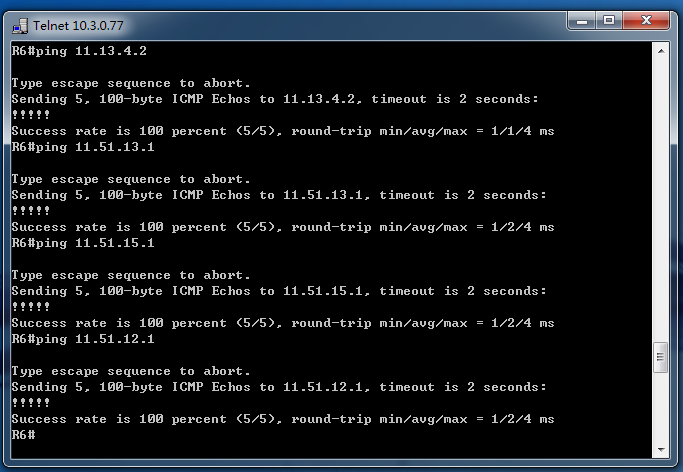 Telnet 10.3.0.77
R6#ping 11.13.4.2
Type escape sequence to abort.
Sending 5, 100-byte ICMP Echos to 11.13.4.2, timeout is 2 seconds:
!!!!!
Success rate is 100 percent (5/5), round-trip min/avg/max = 1/1/4 ms
R6#ping 11.51.13.1
Type escape sequence to abort.
Sending 5, 100-byte ICMP Echos to 11.51.13.1, timeout is 2 seconds:
!!!!!
Success rate is 100 percent (5/5), round-trip min/avg/max = 1/2/4 ms
R6#ping 11.51.15.1
Type escape sequence to abort.
Sending 5, 100-byte ICMP Echos to 11.51.15.1, timeout is 2 seconds:
!!!!!
Success rate is 100 percent (5/5), round-trip min/avg/max = 1/2/4 ms
R6#ping 11.51.12.1
Type escape sequence to abort.
Sending 5, 100-byte ICMP Echos to 11.51.12.1, timeout is 2 seconds:
!!!!!
Success rate is 100 percent (5/5), round-trip min/avg/max = 1/2/4 ms
R6#